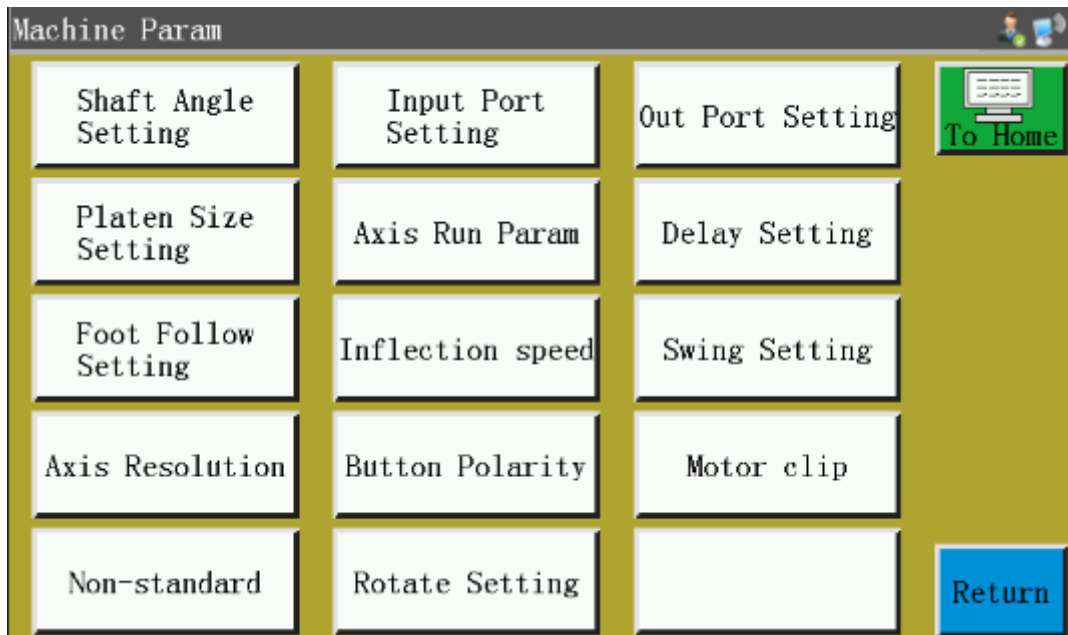 Machine Param
Shaft Angle
Setting
Input Port
Setting
Out Port Setting
To Home
Platen Size
Setting
Axis Run Param
Delay Setting
Foot Follow
Setting
Inflection speed
Swing Setting
Axis Resolution
Button Polarity
Motor clip
Non-standard
Rotate Setting
Return